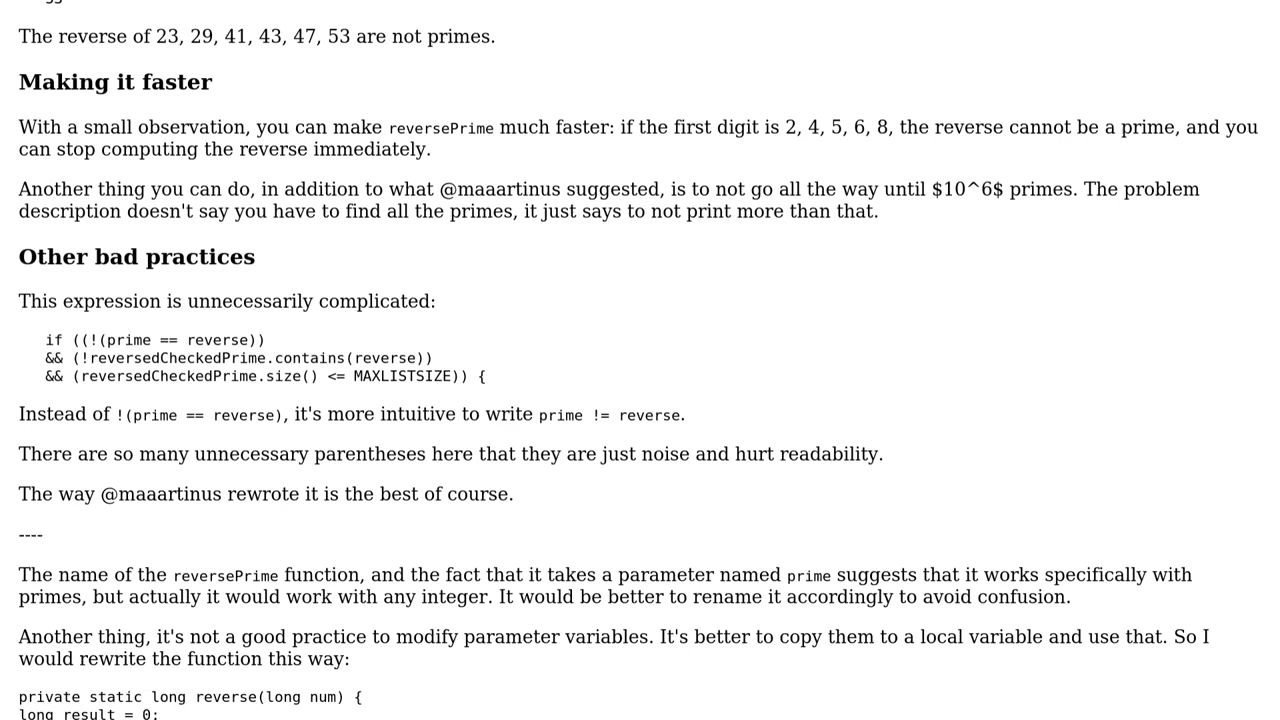 The reverse of 23, 29, 41, 43, 47, 53 are not primes.
Making it faster
With a small observation, you can make reversePrime much faster: if the first digit is 2, 4, 5, 6, 8, the reverse cannot be a prime, and you
can stop computing the reverse immediately.
Another thing you can do, in addition to what @maaartinus suggested, is to not go all the way until $10^6$ primes. The problem
description doesn't say you have to find all the primes, it just says to not print more than that.
Other bad practices
This expression is unnecessarily complicated:
if ((!(prime == reverse))
&& (!reversedCheckedPrime.contains(reverse))
&& (reversedCheckedPrime.size() <= MAXLISTSIZE)) {
Instead of !(prime == reverse), it's more intuitive to write prime != reverse.
There are so many unnecessary parentheses here that they are just noise and hurt readability.
The way @maaartinus rewrote it is the best of course.
----
The name of the reversePrime function, and the fact that it takes a parameter named prime suggests that it works specifically with
primes, but actually it would work with any integer. It would be better to rename it accordingly to avoid confusion.
Another thing, it's not a good practice to modify parameter variables. It's better to copy them to a local variable and use that. So I
would rewrite the function this way:
private static long reverse(long num) {
long result = 0;